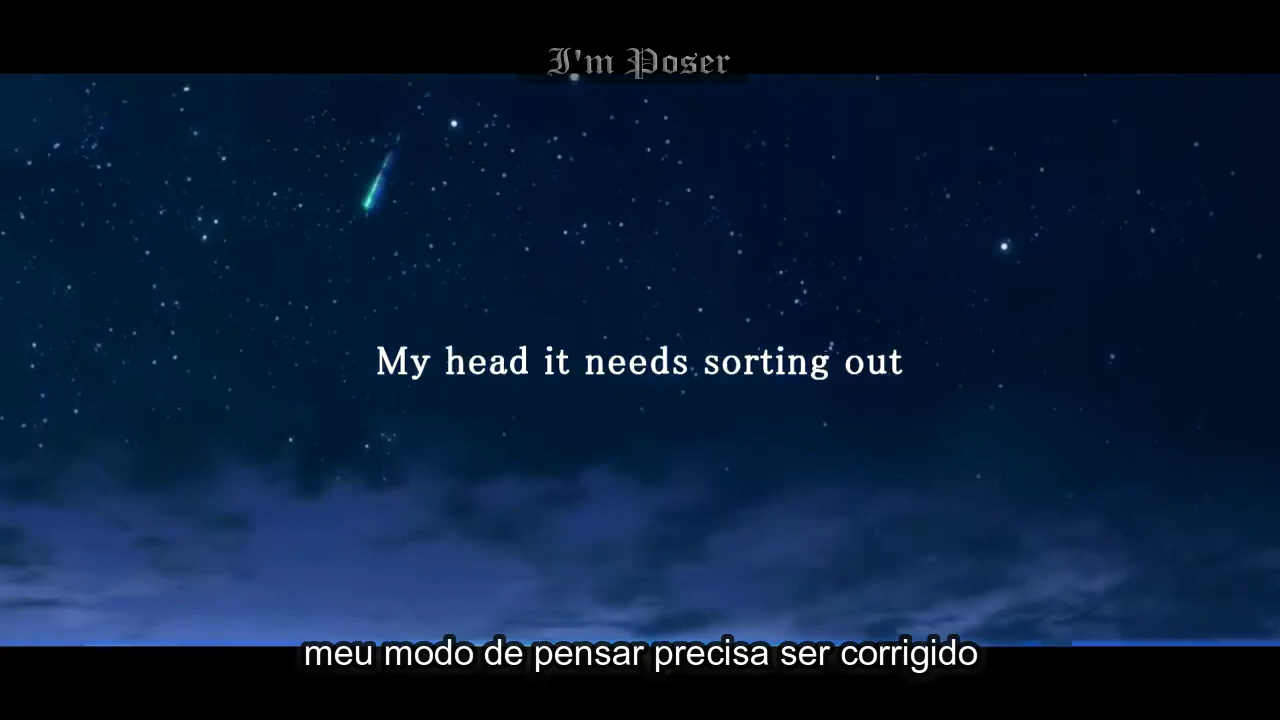 I'm Poser
My head it needs sorting out
meu modo de pensar precisa ser corrigido